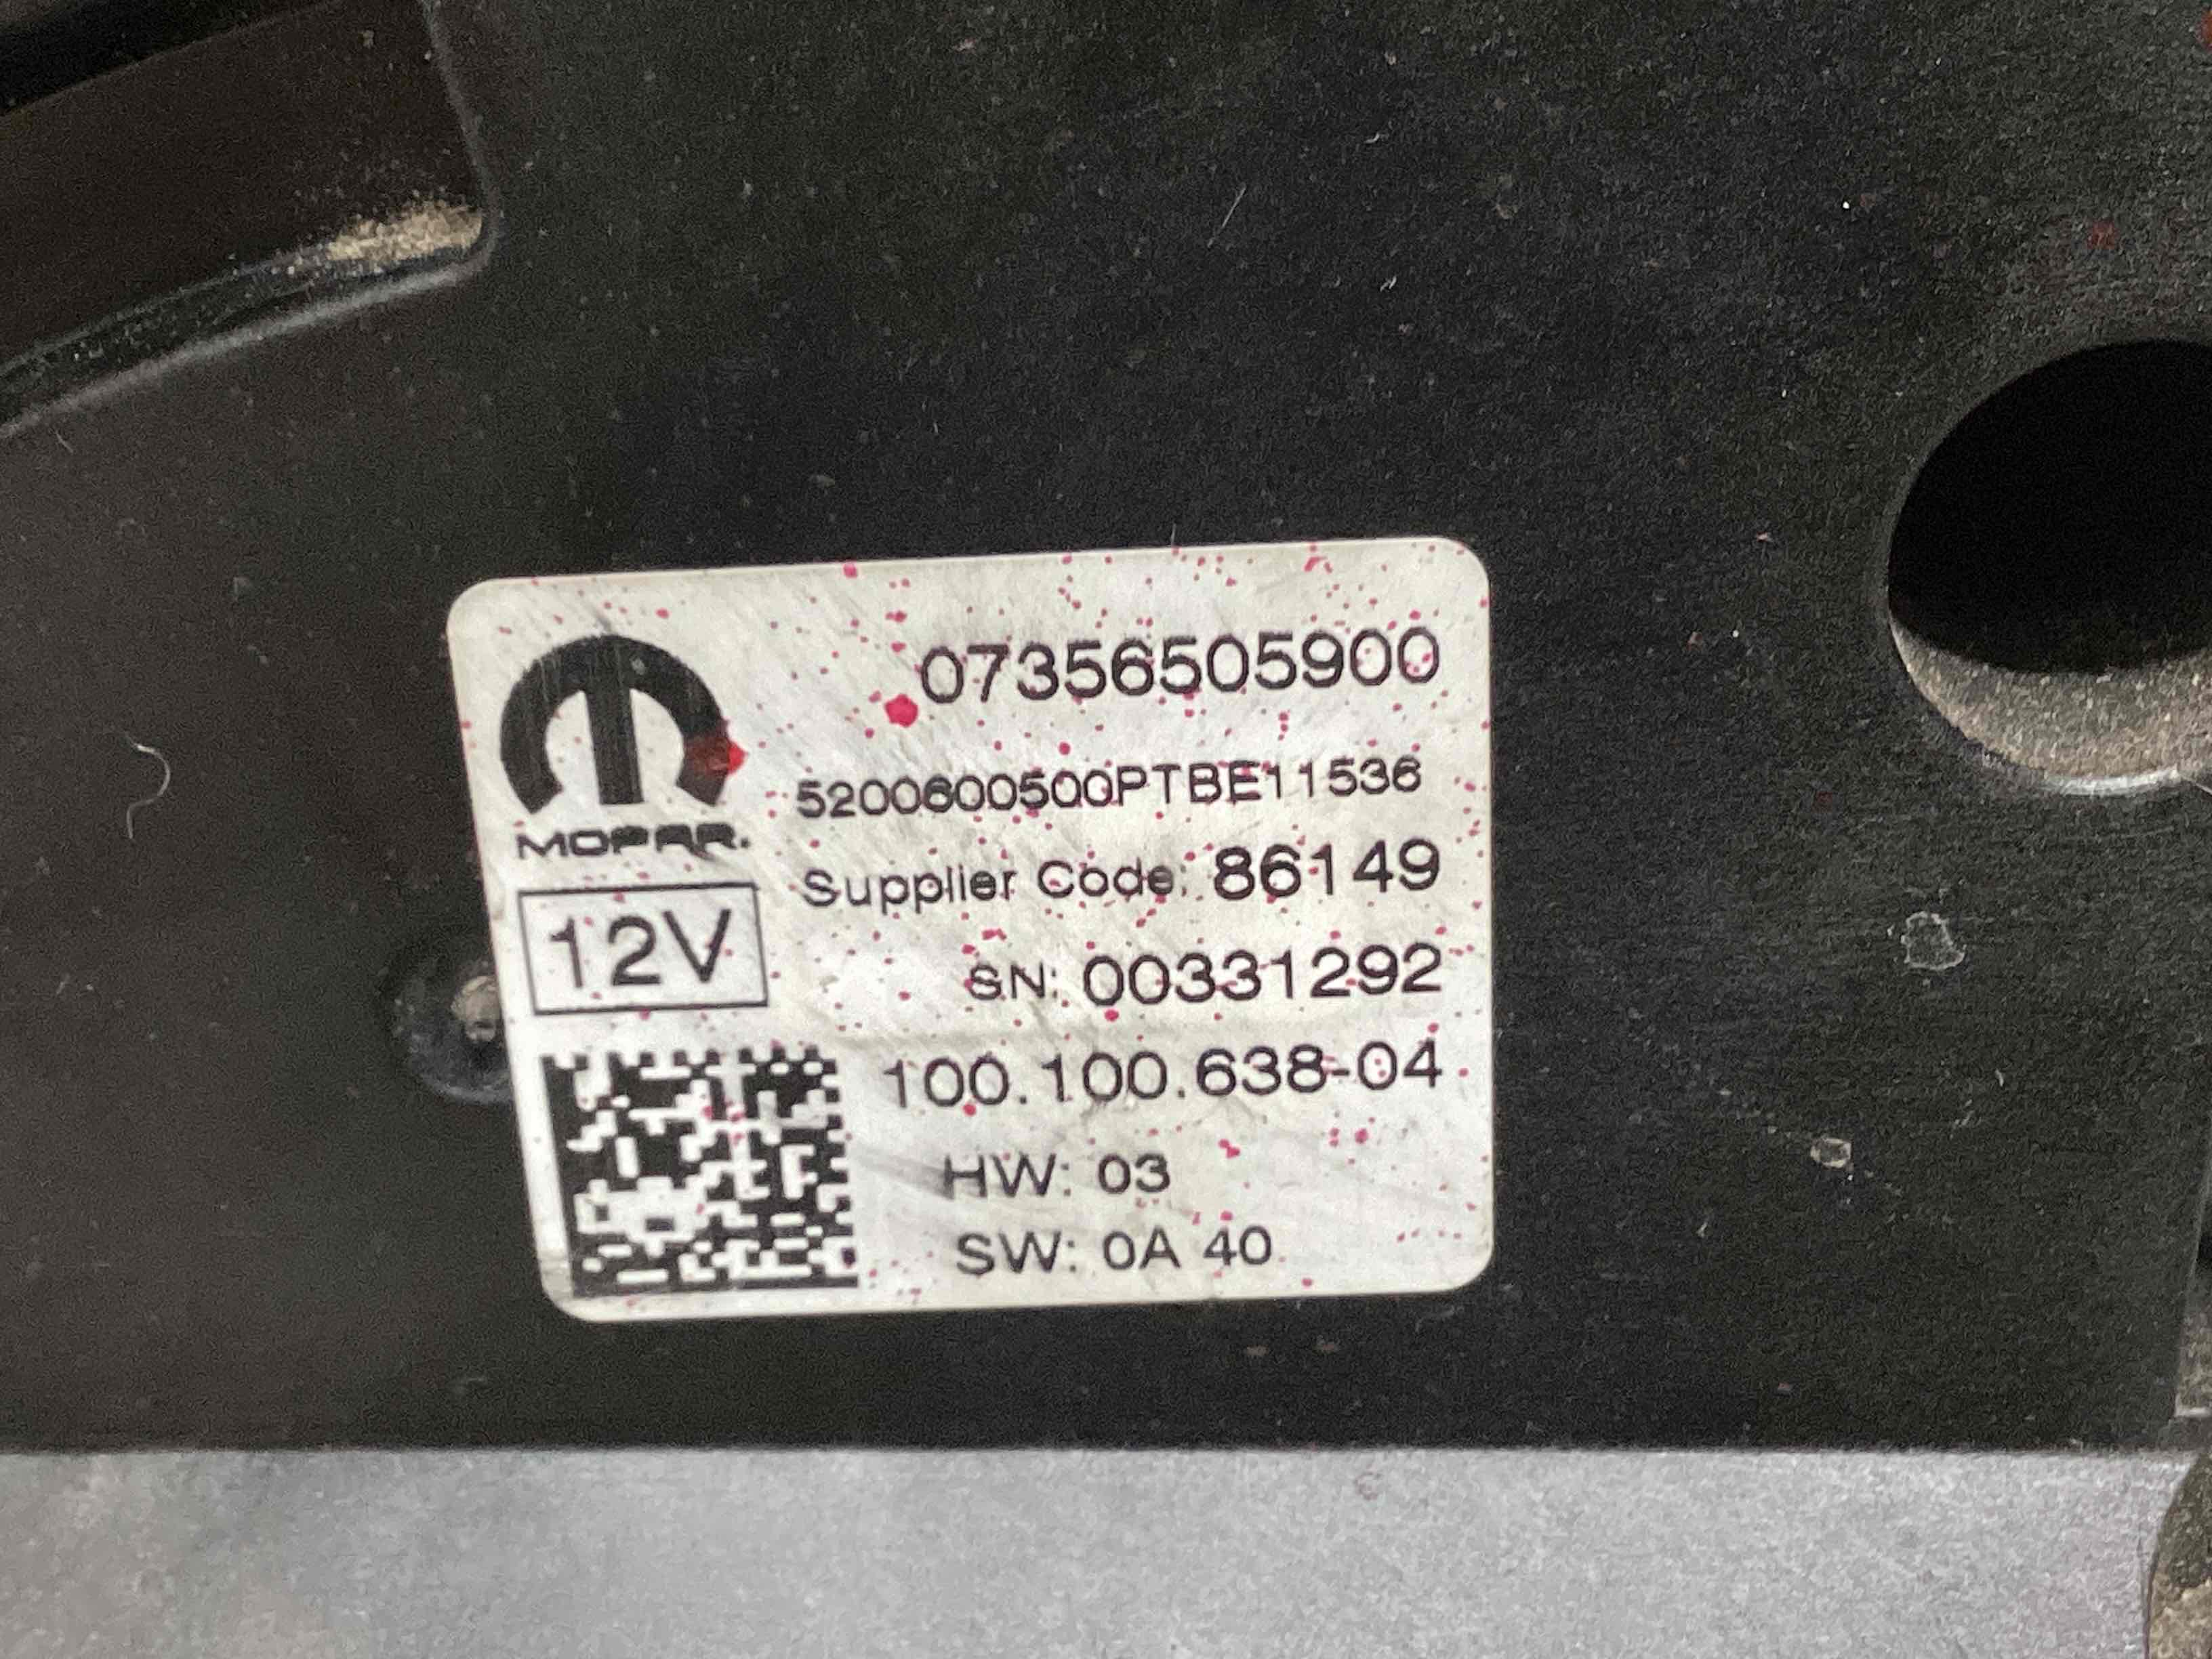 07356505900
5200600500PTBE11536
MOPAR.
Supplier Code: 86149
12V
SN: 00331292
100.100.638-04
HW: 03
SW: 0A 40